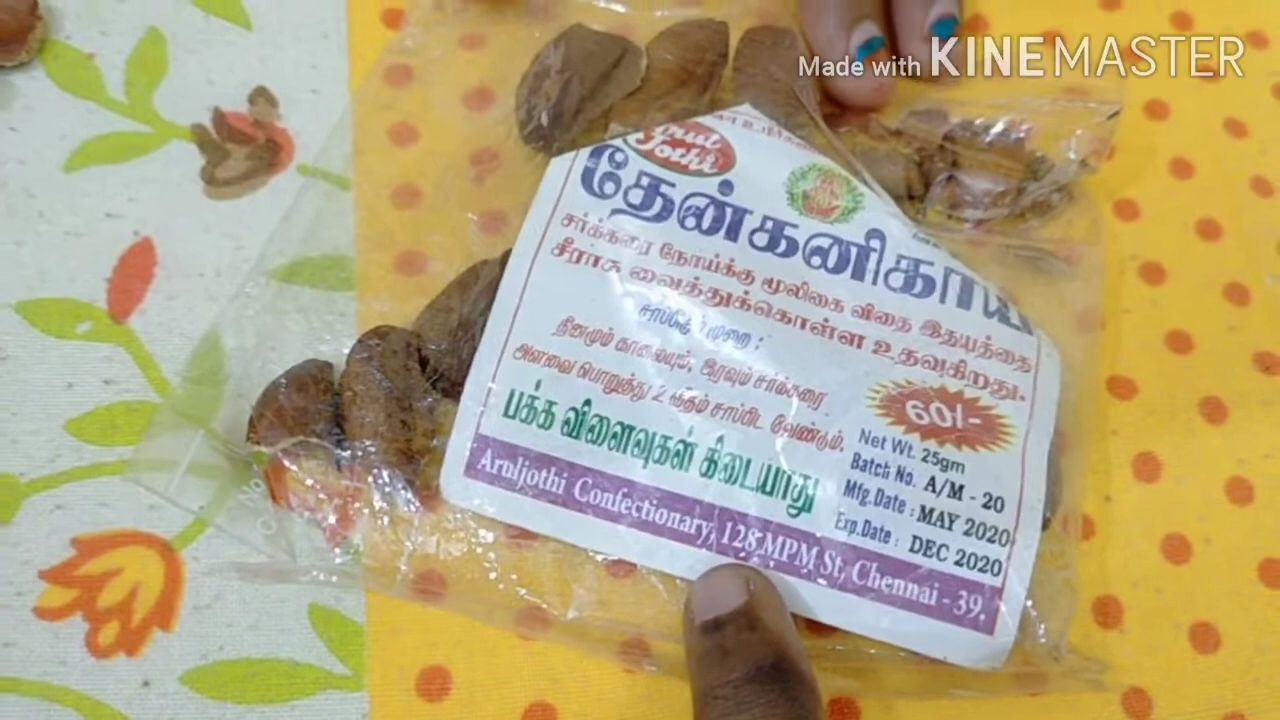 Made with KINEMASTER
Jothi
தேன்கனிகாய்
சர்க்கரை நோய்க்கு மூலிகை விதை இதயத்தை
சீராக வைத்துக்கொள்ள உதவுகிறது.
சாப்பிடும் முறை :
தினமும் காலையும், இரவும் சர்க்கரை
அளவை பொறுத்து 2 சாப்பிட வேண்டும்.
60/-
பக்க விளைவுகள் கிடையாது
Net Wt. 25gm
Batch No. A/M - 20
Mfg.Date : MAY 2020
Exp.Date : DEC 2020
Aruljothi Confectionary, 128,MPM St, Chennai - 39.